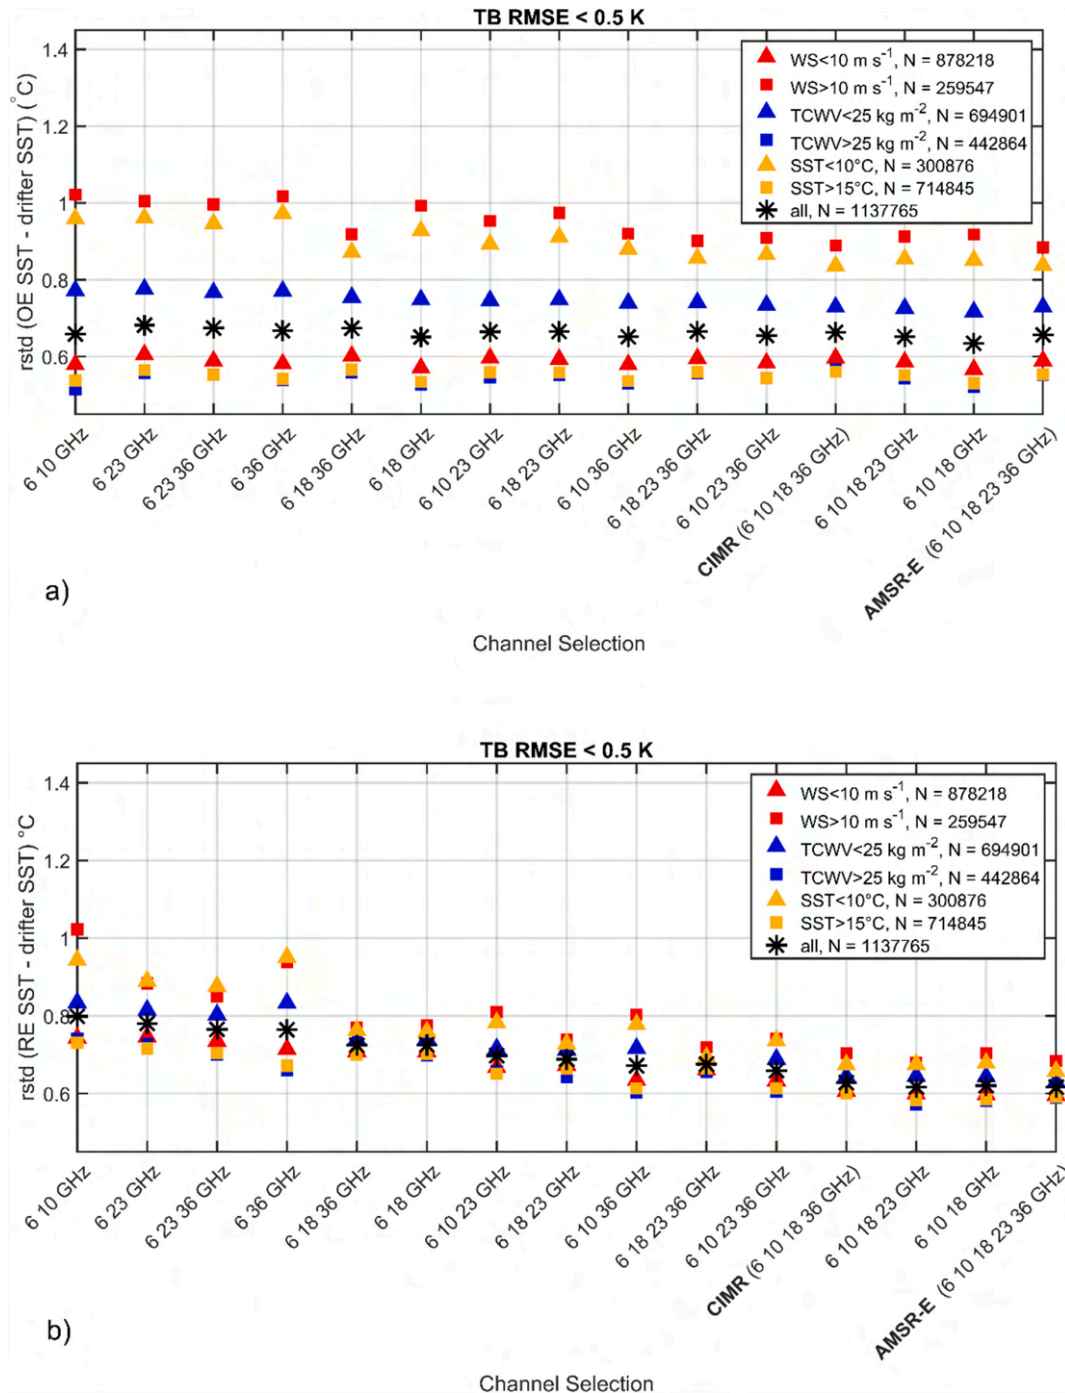 TB RMSE < 0.5 K
rstd (OE SST - drifter SST) (°C)
1.4
1.2
1
0.8
0.6
WS<10 m s⁻¹, N = 878218
WS>10 m s⁻¹, N = 259547
TCWV<25 kg m⁻², N = 694901
TCWV>25 kg m⁻², N = 442864
SST<10°C, N = 300876
SST>15°C, N = 714845
all, N = 1137765
6 10 GHz
6 23 GHz
6 23 36 GHz
6 36 GHz
6 18 36 GHz
6 18 GHz
6 10 23 GHz
6 18 23 GHz
6 10 36 GHz
6 18 23 36 GHz
6 10 23 36 GHz
CIMR (6 10 18 36 GHz)
6 10 18 23 GHz
6 10 18 GHz
AMSR-E (6 10 18 23 36 GHz)
a)
Channel Selection
TB RMSE < 0.5 K
rstd (RE SST - drifter SST) °C
1.4
1.2
1
0.8
0.6
WS<10 m s⁻¹, N = 878218
WS>10 m s⁻¹, N = 259547
TCWV<25 kg m⁻², N = 694901
TCWV>25 kg m⁻², N = 442864
SST<10°C, N = 300876
SST>15°C, N = 714845
all, N = 1137765
6 10 GHz
6 23 GHz
6 23 36 GHz
6 36 GHz
6 18 36 GHz
6 18 GHz
6 10 23 GHz
6 18 23 GHz
6 10 36 GHz
6 18 23 36 GHz
6 10 23 36 GHz
CIMR (6 10 18 36 GHz)
6 10 18 23 GHz
6 10 18 GHz
AMSR-E (6 10 18 23 36 GHz)
b)
Channel Selection